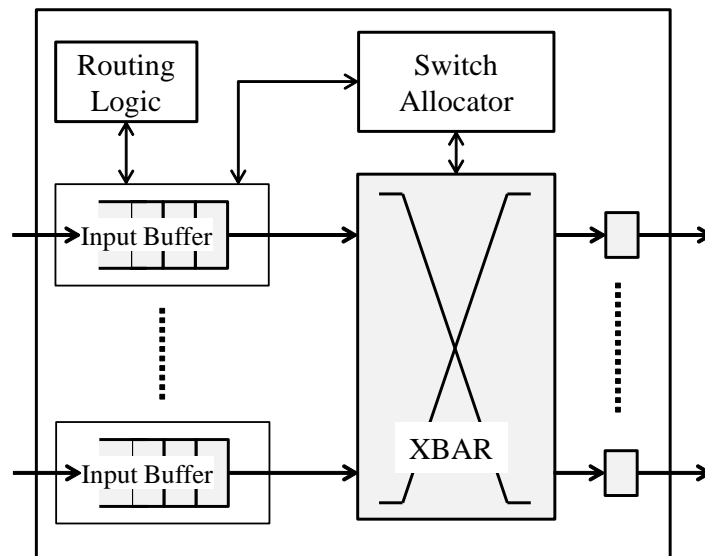 Routing
Logic
Switch
Allocator
Input Buffer
XBAR
Input Buffer